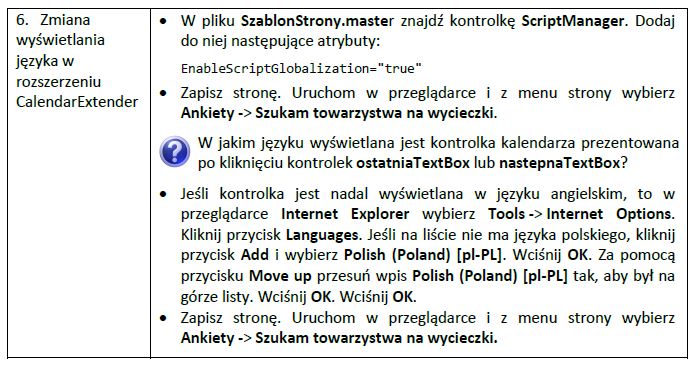 6. Zmiana
wyświetlania
języka w
rozszerzeniu
CalendarExtender
• W pliku SzablonStrony.master znajdź kontrolkę ScriptManager. Dodaj
do niej następujące atrybuty:
EnableScriptGlobalization="true"
• Zapisz stronę. Uruchom w przeglądarce i z menu strony wybierz
Ankiety -> Szukam towarzystwa na wycieczki.
? W jakim języku wyświetlana jest kontrolka kalendarza prezentowana
po kliknięciu kontrolek ostatniaTextBox lub nastepnaTextBox?
• Jeśli kontrolka jest nadal wyświetlana w języku angielskim, to w
przeglądarce Internet Explorer wybierz Tools -> Internet Options.
Kliknij przycisk Languages. Jeśli na liście nie ma języka polskiego, kliknij
przycisk Add i wybierz Polish (Poland) [pl-PL]. Wciśnij OK. Za pomocą
przycisku Move up przesuń wpis Polish (Poland) [pl-PL] tak, aby był na
górze listy. Wciśnij OK. Wciśnij OK.
• Zapisz stronę. Uruchom w przeglądarce i z menu strony wybierz
Ankiety -> Szukam towarzystwa na wycieczki.